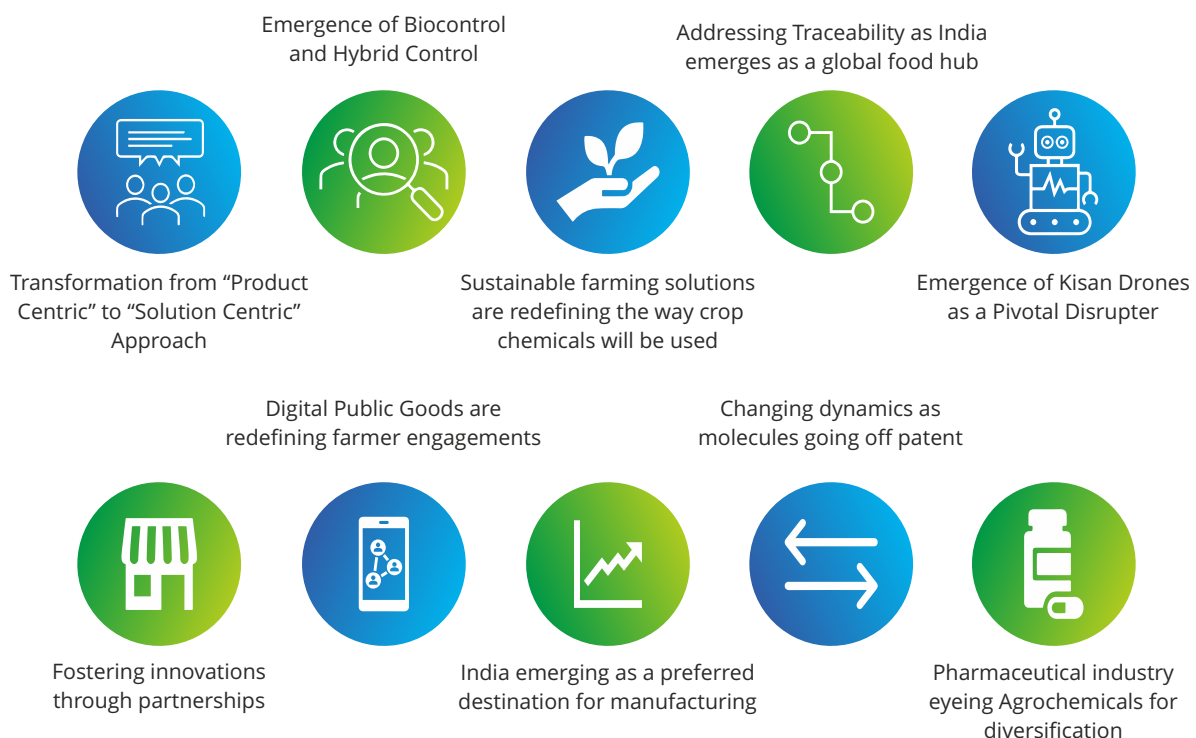 Emergence of Biocontrol
and Hybrid Control
Addressing Traceability as India
emerges as a global food hub
Transformation from “Product
Centric” to “Solution Centric”
Approach
Sustainable farming solutions
are redefining the way crop
chemicals will be used
Emergence of Kisan Drones
as a Pivotal Disrupter
Digital Public Goods are
redefining farmer engagements
Changing dynamics as
molecules going off patent
Fostering innovations
through partnerships
India emerging as a preferred
destination for manufacturing
Pharmaceutical industry
eyeing Agrochemicals for
diversification